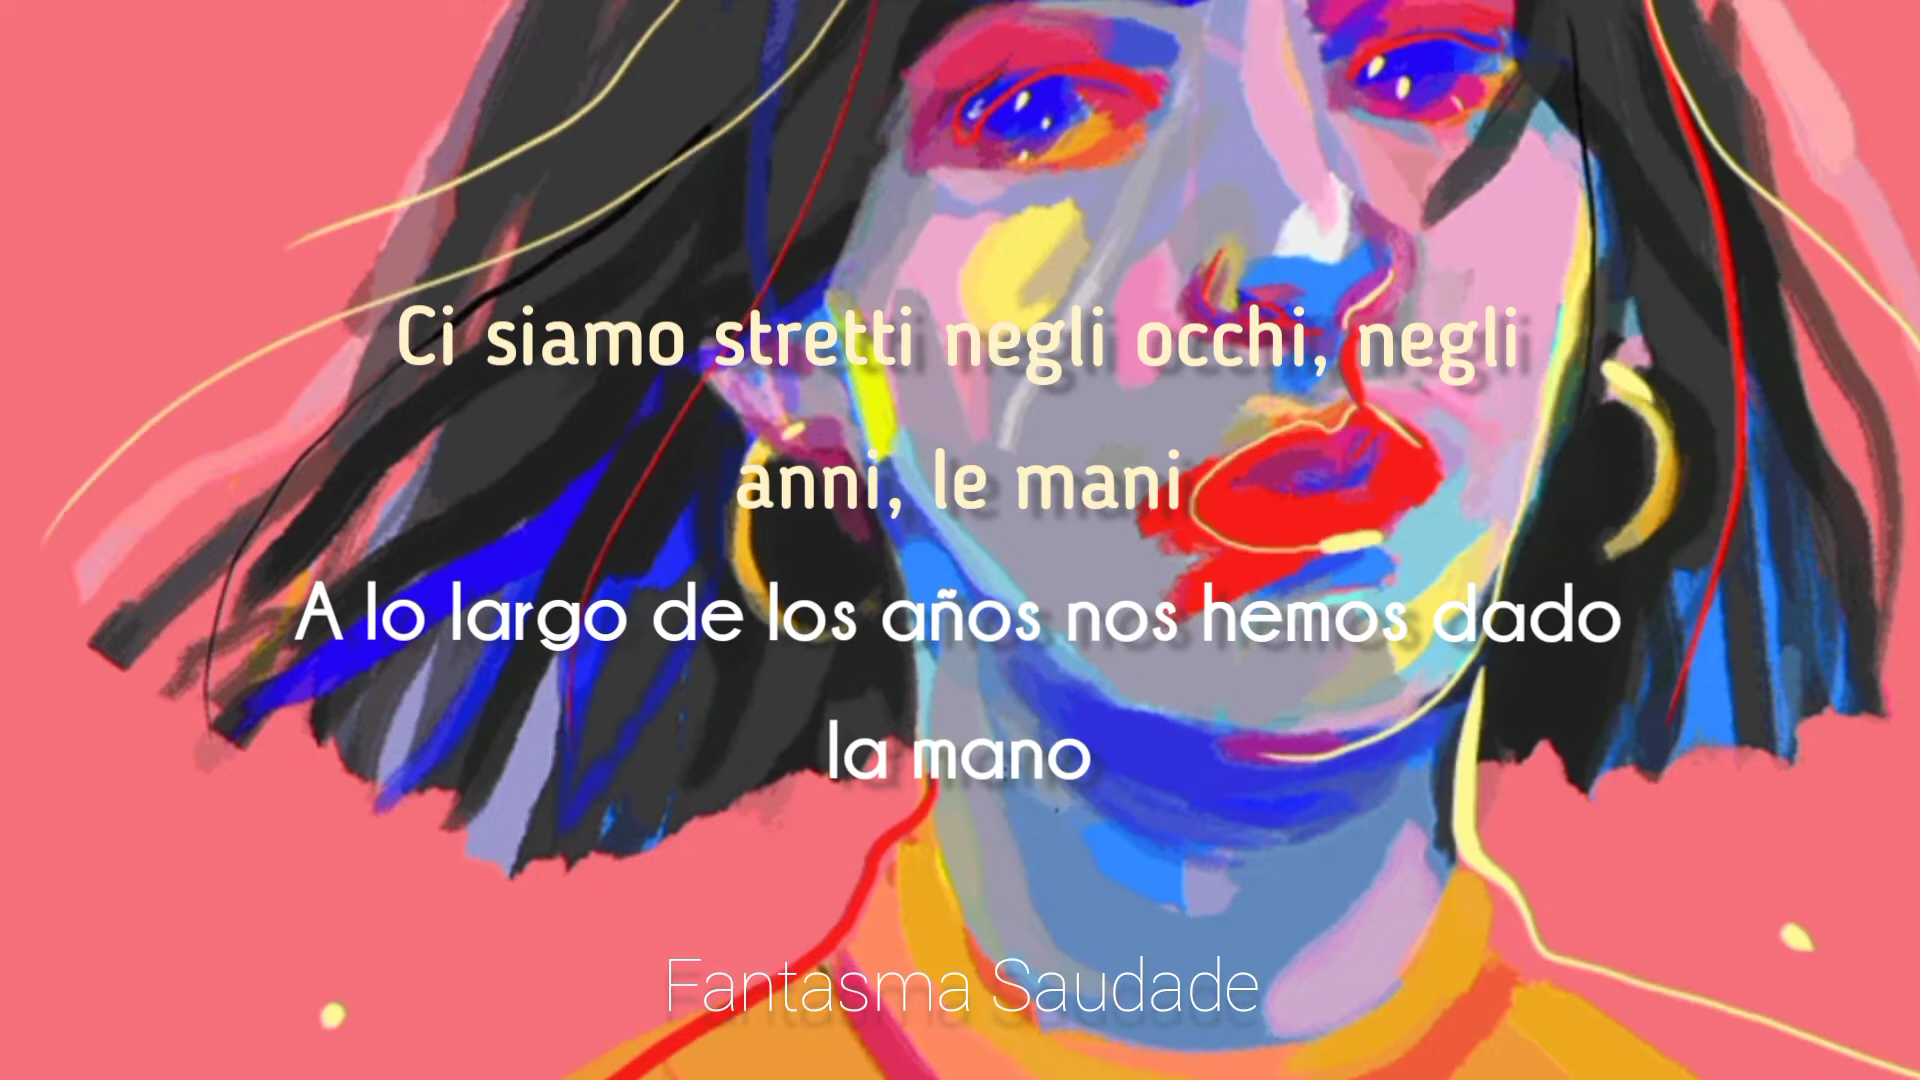 Ci siamo stretti negli occhi, negli
anni, le mani
A lo largo de los años nos hemos dado
la mano
Fantasma Saudade